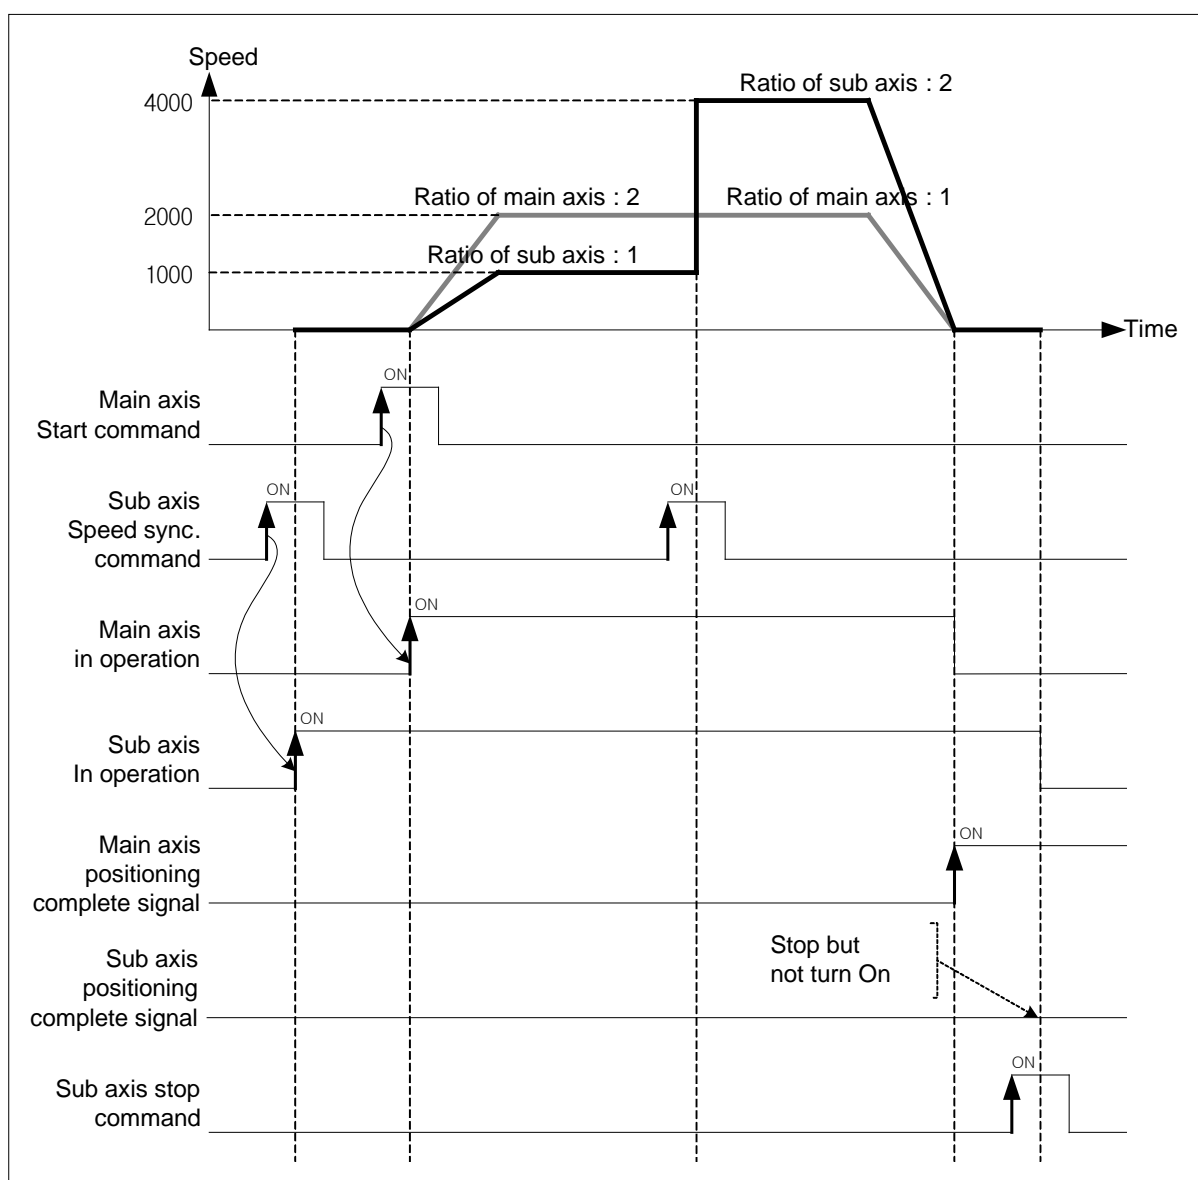 Speed
4000
Ratio of sub axis : 2
Ratio of main axis : 2
Ratio of main axis : 1
2000
Ratio of sub axis : 1
1000
Time
ON
Main axis
Start command
ON
ON
Sub axis
Speed sync.
command
ON
Main axis
in operation
ON
Sub axis
In operation
ON
Main axis
positioning
complete signal
Stop but
not turn On
Sub axis
positioning
complete signal
ON
Sub axis stop
command